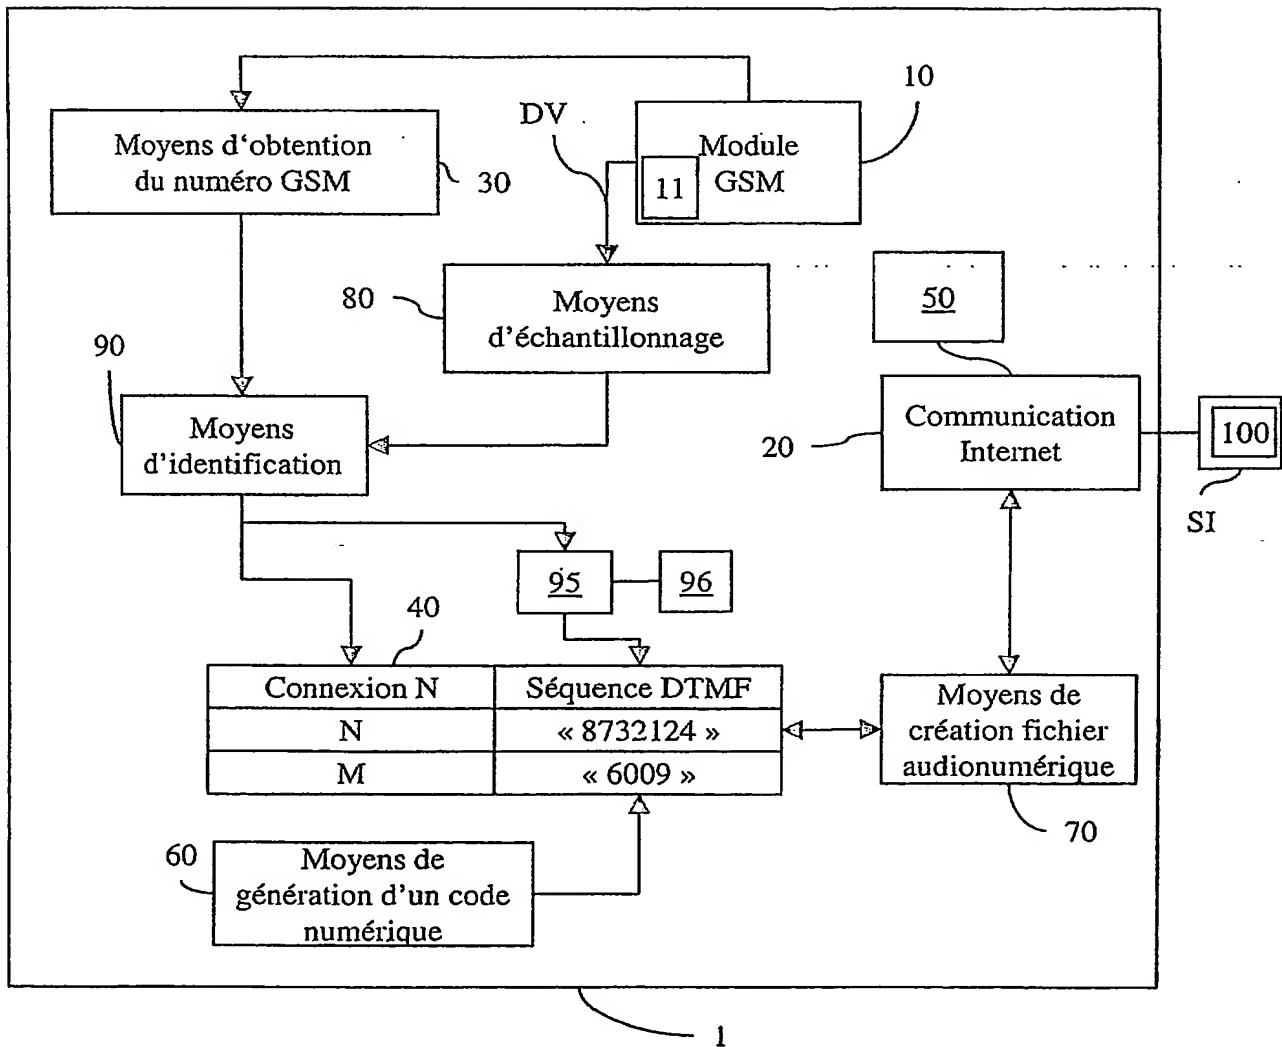 10
DV
Moyens d'obtention
du numéro GSM
30
Module
GSM
11
50
80
Moyens
d'échantillonnage
90
Moyens
d'identification
20
Communication
Internet
100
SI
95
96
40
Connexion N
Séquence DTMF
N
« 8732124 »
M
« 6009 »
Moyens de
création fichier
audionumérique
70
60
Moyens de
génération d'un code
numérique
1